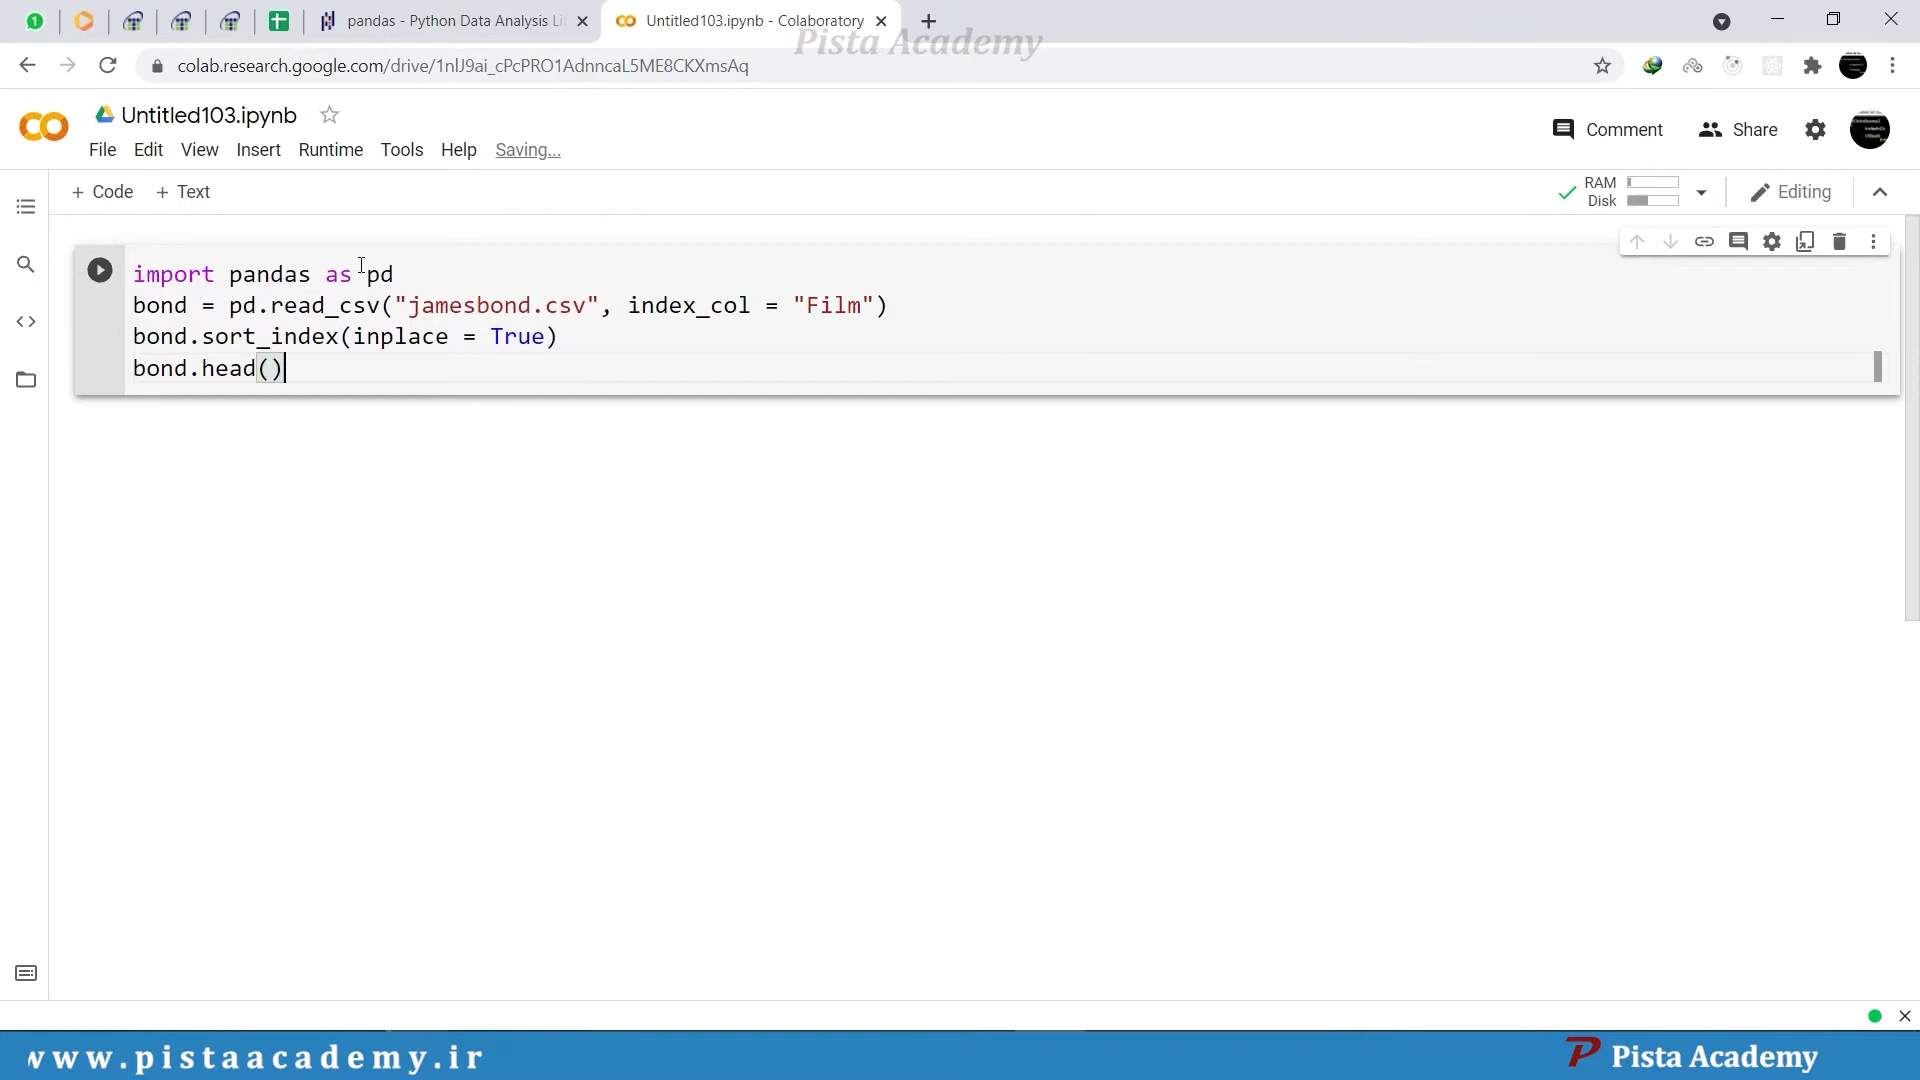 pandas - Python Data Analysis Li
Untitled103.ipynb - Colaboratory
Pista Academy
colab.research.google.com/drive/1nlJ9ai_cPcPRO1AdnncaL5ME8CKXmsAq
Untitled103.ipynb
Comment
Share
File Edit View Insert Runtime Tools Help Saving...
+ Code + Text
RAM
Disk
Editing
import pandas as pd
bond = pd.read_csv("jamesbond.csv", index_col = "Film")
bond.sort_index(inplace = True)
bond.head()
www.pistaacademy.ir
Pista Academy